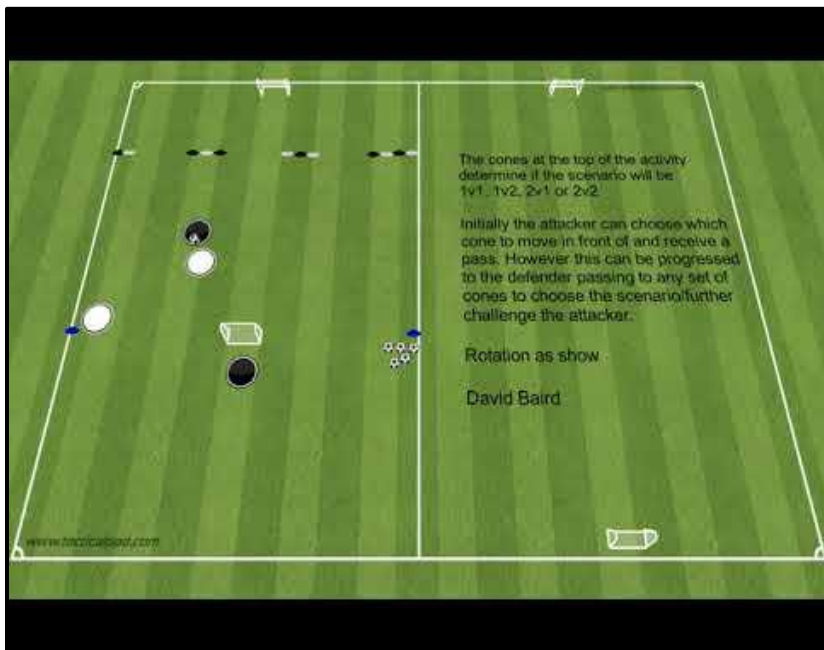 The cones at the top of the activity
determine if the scenario will be
1v1, 1v2, 2v1 or 2v2.
Initially the attacker can choose which
cone to move in front of and receive a
pass. However this can be progressed
to the defender passing to any set of
cones to choose the scenario/further
challenge the attacker.
Rotation as show
David Baird
www.tacticalpad.com